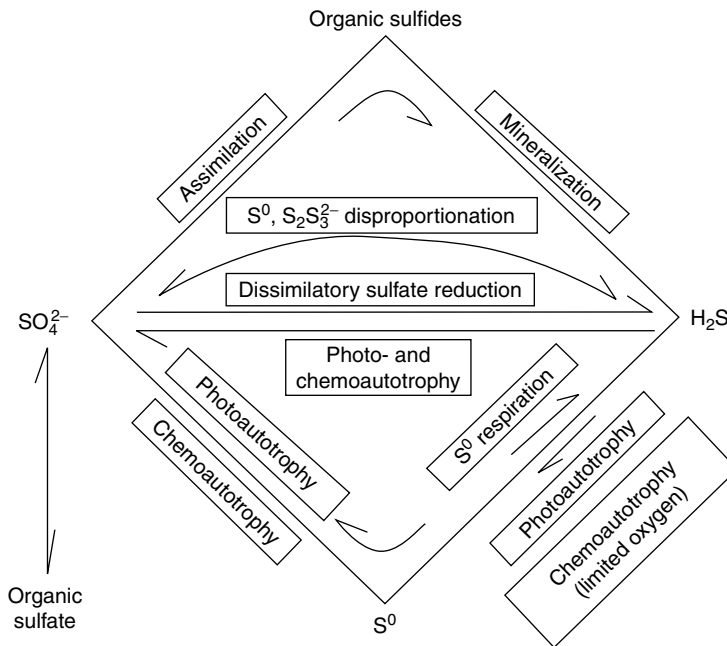 Organic sulfides
Assimilation
Mineralization
S⁰, S₂S₃²⁻ disproportionation
Dissimilatory sulfate reduction
SO₄²⁻
H₂S
Photo- and
chemoautotrophy
Photoautotrophy
Chemoautotrophy
S⁰ respiration
Photoautotrophy
Chemoautotrophy
(limited oxygen)
Organic
sulfate
S⁰